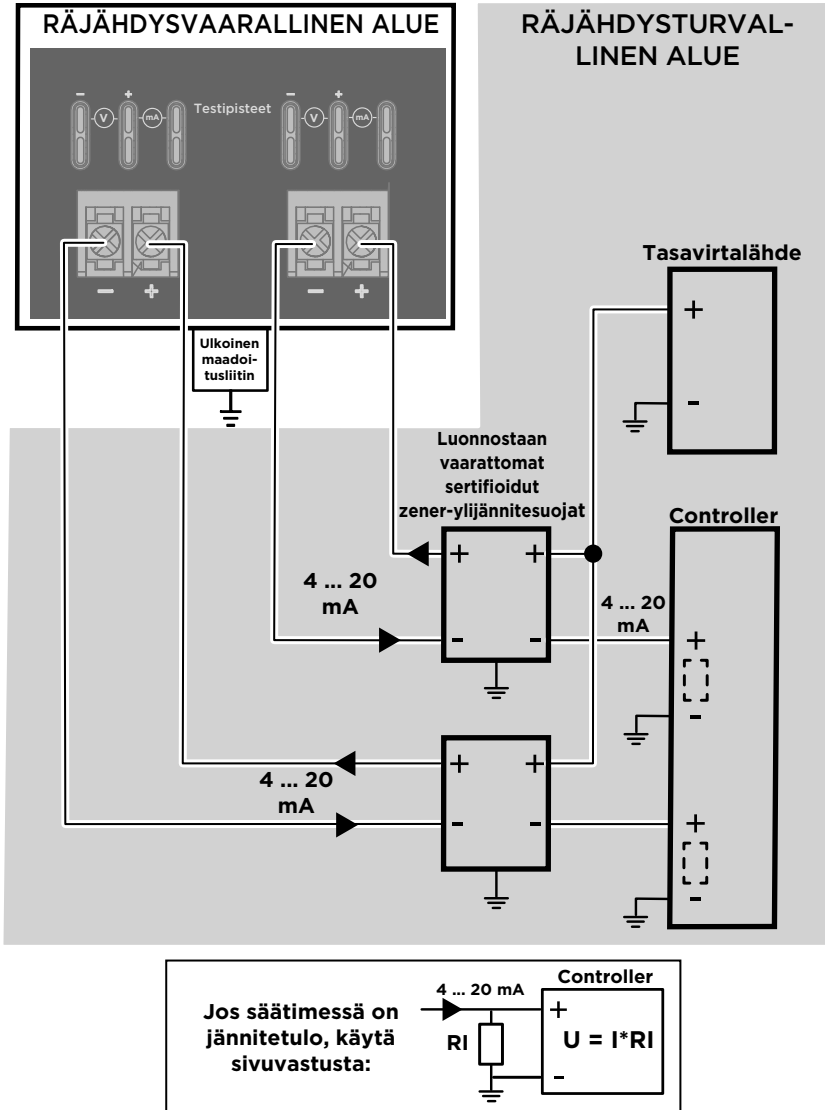 RÄJÄHDYSVAARALLINEN ALUE
RÄJÄHDYSTURVAL-
LINEN ALUE
- + - +
V mA Testipisteet V mA
- + - +
Ulkoinen
maadoi-
tusliitin
Tasavirtalähde
+
-
Luonnostaan
vaarattomat
sertifioidut
zener-ylijännitesuojat
Controller
+ +
4 ... 20
mA
4 ... 20
mA
- -
+
-
+ +
4 ... 20
mA
- -
+
-
Jos säätimessä on
jännitetulo, käytä
sivuvastusta:
4 ... 20 mA
RI
Controller
+
U = I*RI
-